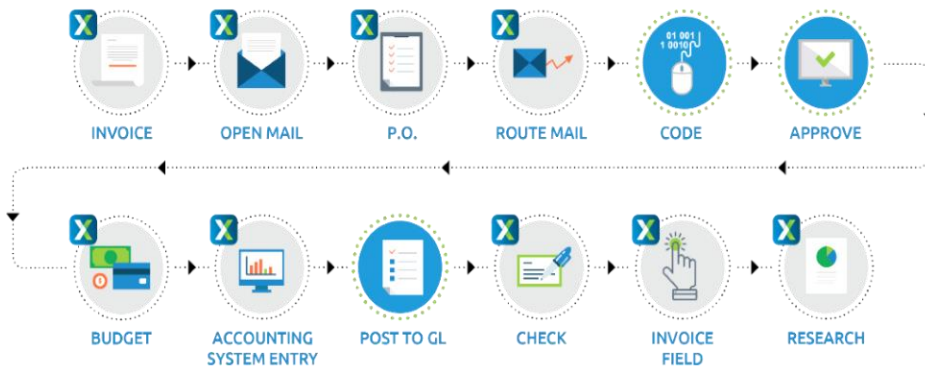 01 001
1 0010
INVOICE
OPEN MAIL
P.O.
ROUTE MAIL
CODE
APPROVE
BUDGET
ACCOUNTING
SYSTEM ENTRY
POST TO GL
CHECK
INVOICE
FIELD
RESEARCH